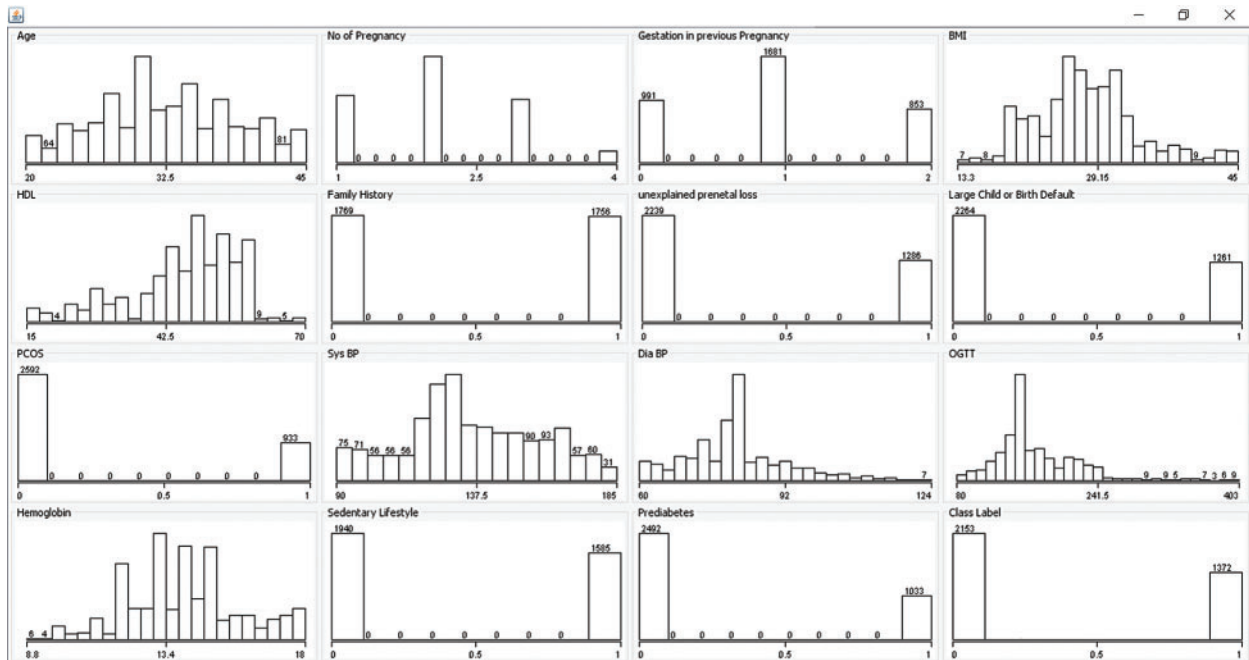 Age
64
81
20 32.5 45
No of Pregnancy
0 0 0 0 0 0 0 0 0 0 0 0
1 2.5 4
Gestation in previous Pregnancy
991
1681
853
0 0 0 0 0 0 0 0 0
0 1 2
BMI
7 8 9
13.3 29.15 45
HDL
4 9 5
15 42.5 70
Family History
1769
1756
0 0 0 0 0 0 0
0 0.5 1
unexplained prenetal loss
2239
1286
0 0 0 0 0 0 0
0 0.5 1
Large Child or Birth Default
2264
1261
0 0 0 0 0 0 0
0 0.5 1
PCOS
2592
933
0 0 0 0 0 0 0 0
0 0.5 1
Sys BP
75 71 56 56 56 90 93 57 60 31
90 137.5 185
Dia BP
7
60 92 124
OGTT
9 9 5 7 3 6 9
80 241.5 403
Hemoglobin
6 4
8.8 13.4 18
Sedentary Lifestyle
1940
1585
0 0 0 0 0 0 0
0 0.5 1
Prediabetes
2492
1033
0 0 0 0 0 0 0 0
0 0.5 1
Class Label
2153
1372
0 0.5 1